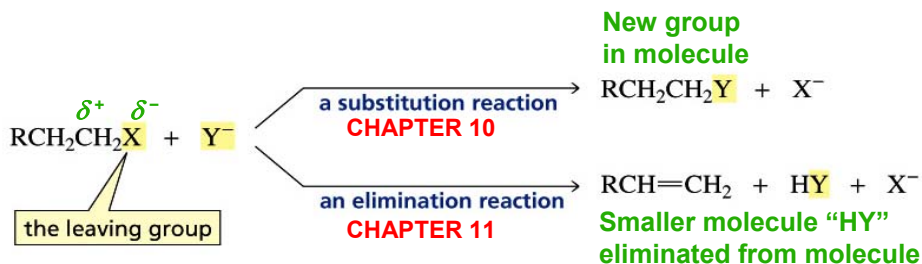 New group
in molecule
δ⁺ δ⁻
RCH₂CH₂X + Y⁻
a substitution reaction
CHAPTER 10
RCH₂CH₂Y + X⁻
the leaving group
an elimination reaction
CHAPTER 11
RCH=CH₂ + HY + X⁻
Smaller molecule “HY”
eliminated from molecule